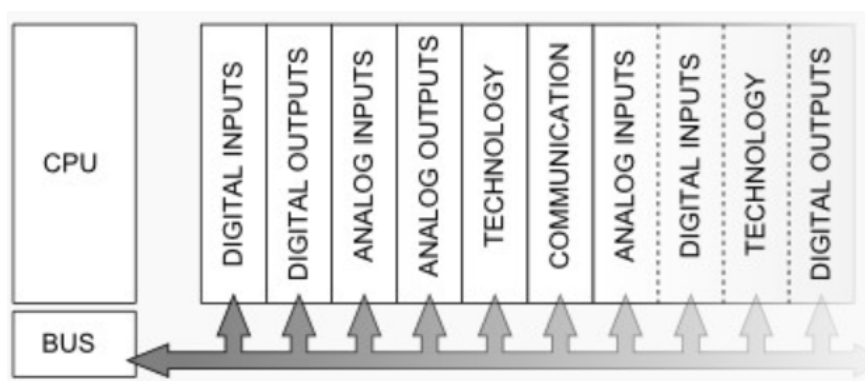 CPU
DIGITAL INPUTS
DIGITAL OUTPUTS
ANALOG INPUTS
ANALOG OUTPUTS
TECHNOLOGY
COMMUNICATION
ANALOG INPUTS
DIGITAL INPUTS
TECHNOLOGY
DIGITAL OUTPUTS
BUS